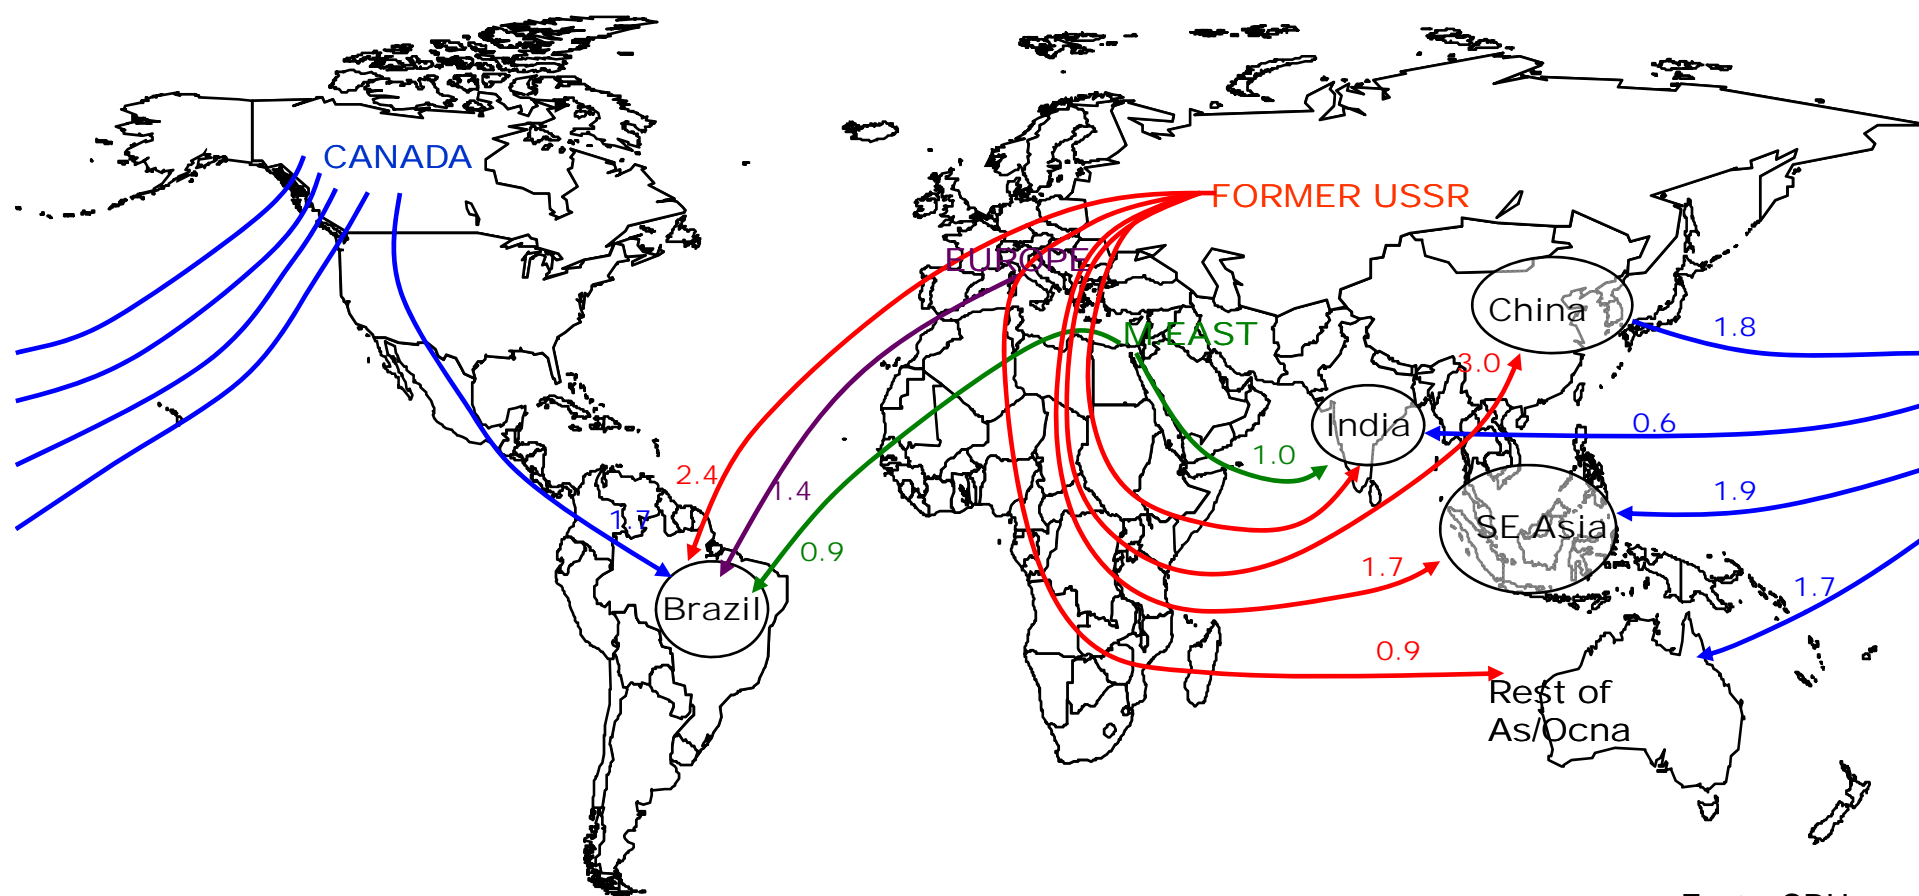 CANADA
FORMER USSR
EUROPE
China
M.EAST
1.8
3.0
India
0.6
1.0
2.4
1.4
1.9
1.7
SE Asia
0.9
1.7
1.7
Brazil
0.9
Rest of
As/Ocna